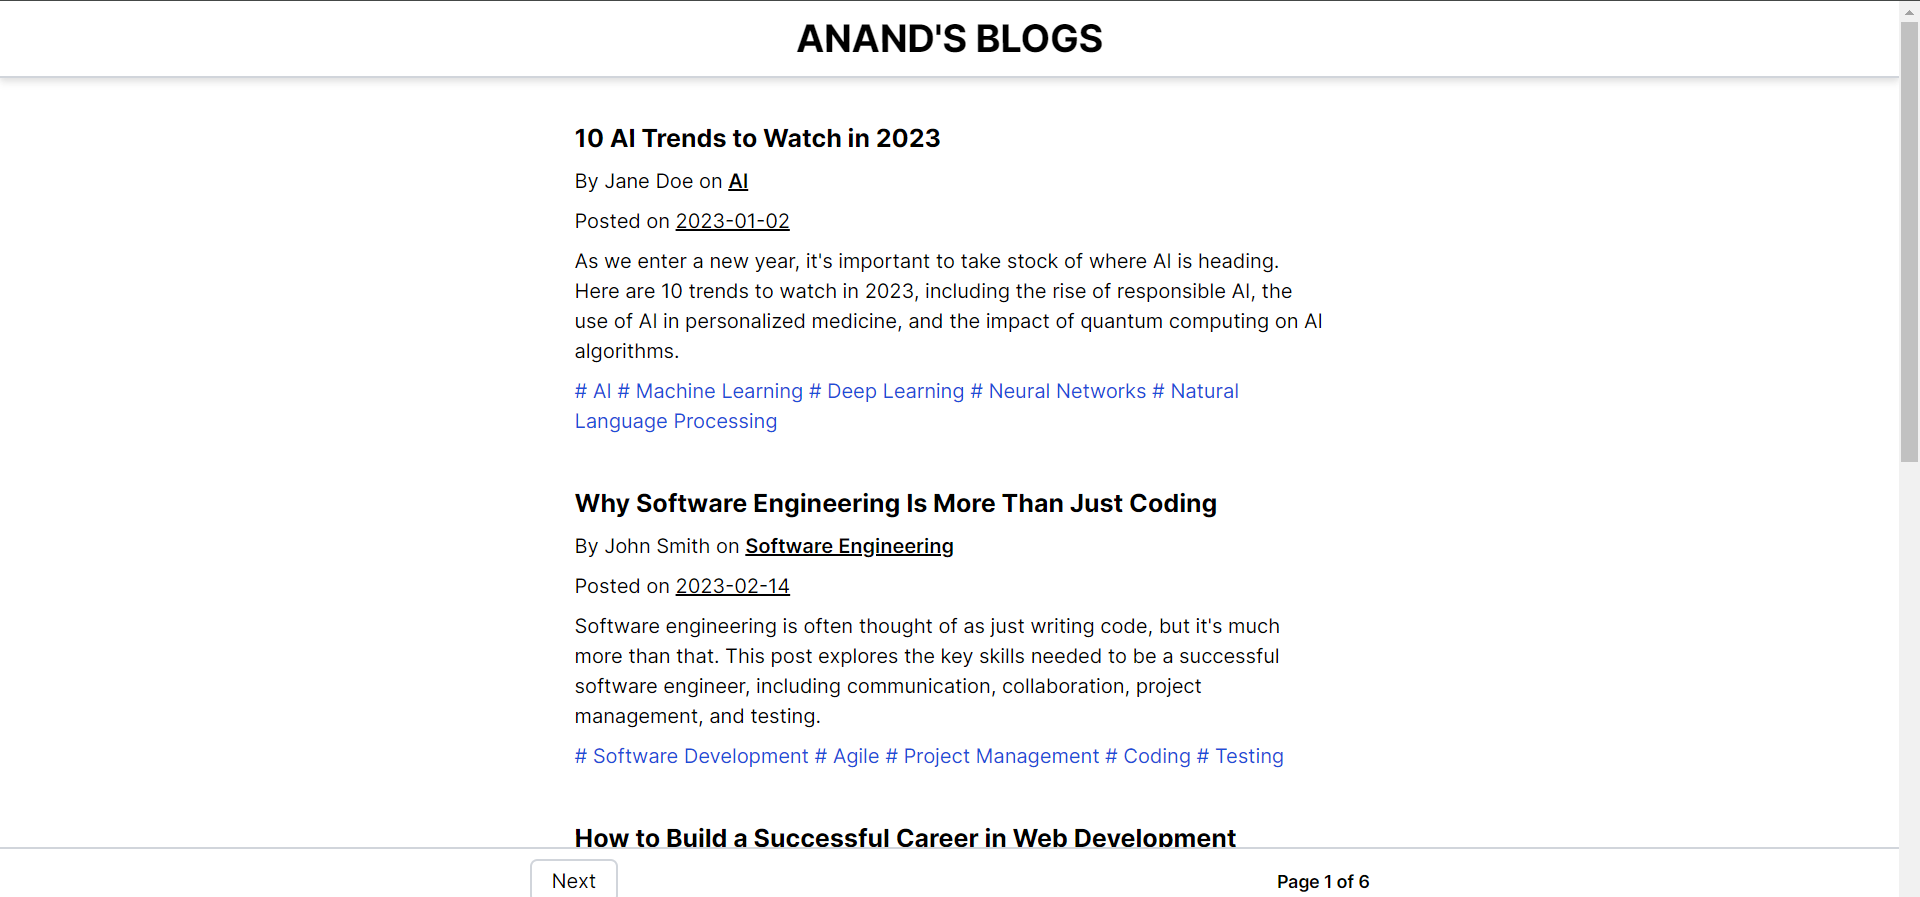 ANAND'S BLOGS
10 AI Trends to Watch in 2023
By Jane Doe on AI
Posted on 2023-01-02
As we enter a new year, it's important to take stock of where AI is heading.
Here are 10 trends to watch in 2023, including the rise of responsible AI, the
use of AI in personalized medicine, and the impact of quantum computing on AI
algorithms.
# AI # Machine Learning # Deep Learning # Neural Networks # Natural
Language Processing
Why Software Engineering Is More Than Just Coding
By John Smith on Software Engineering
Posted on 2023-02-14
Software engineering is often thought of as just writing code, but it's much
more than that. This post explores the key skills needed to be a successful
software engineer, including communication, collaboration, project
management, and testing.
# Software Development # Agile # Project Management # Coding # Testing
How to Build a Successful Career in Web Development
Next
Page 1 of 6